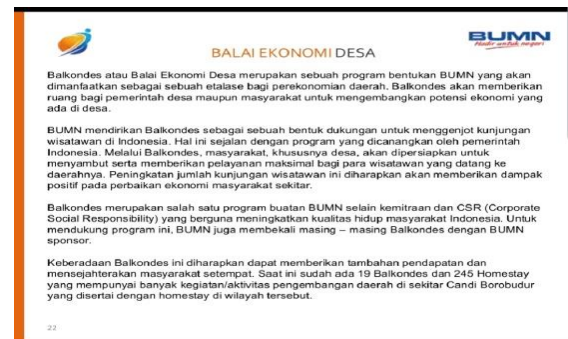 BUMN
Hadir untuk negeri
BALAI EKONOMI DESA
Balkondes atau Balai Ekonomi Desa merupakan sebuah program bentukan BUMN yang akan
dimanfaatkan sebagai sebuah etalase bagi perekonomian daerah. Balkondes akan memberikan
ruang bagi pemerintah desa maupun masyarakat untuk mengembangkan potensi ekonomi yang
ada di desa.
BUMN mendirikan Balkondes sebagai sebuah bentuk dukungan untuk menggenjot kunjungan
wisatawan di Indonesia. Hal ini sejalan dengan program yang dicanangkan oleh pemerintah
Indonesia. Melalui Balkondes, masyarakat, khususnya desa, akan dipersiapkan untuk
menyambut serta memberikan pelayanan maksimal bagi para wisatawan yang datang ke
daerahnya. Peningkatan jumlah kunjungan wisatawan ini diharapkan akan memberikan dampak
positif pada perbaikan ekonomi masyarakat sekitar.
Balkondes merupakan salah satu program buatan BUMN selain kemitraan dan CSR (Corporate
Social Responsibility) yang berguna meningkatkan kualitas hidup masyarakat Indonesia. Untuk
mendukung program ini, BUMN juga membekali masing – masing Balkondes dengan BUMN
sponsor.
Keberadaan Balkondes ini diharapkan dapat memberikan tambahan pendapatan dan
mensejahterakan masyarakat setempat. Saat ini sudah ada 19 Balkondes dan 245 Homestay
yang mempunyai banyak kegiatan/aktivitas pengembangan daerah di sekitar Candi Borobudur
yang disertai dengan homestay di wilayah tersebut.
22